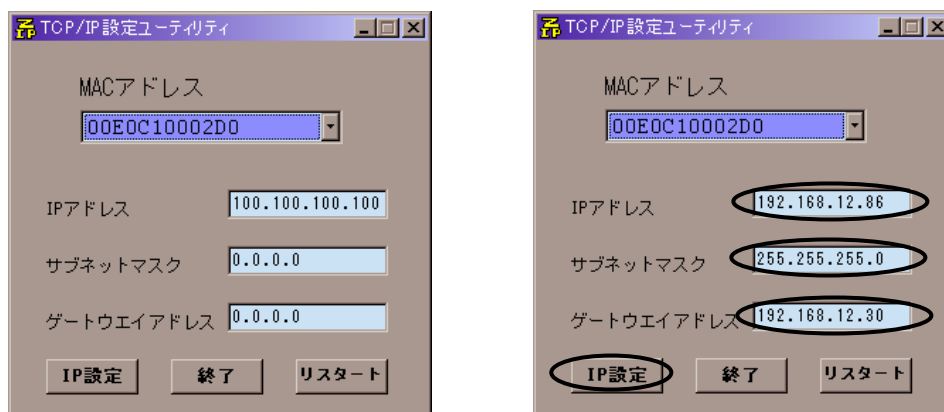 TCP/IP設定ユーティリティ
MACアドレス
00E0C10002D0
IPアドレス 100.100.100.100
サブネットマスク 0.0.0.0
ゲートウエイアドレス 0.0.0.0
IP設定 終了 リスタート
TCP/IP設定ユーティリティ
MACアドレス
00E0C10002D0
IPアドレス 192.168.12.86
サブネットマスク 255.255.255.0
ゲートウエイアドレス 192.168.12.30
IP設定 終了 リスタート